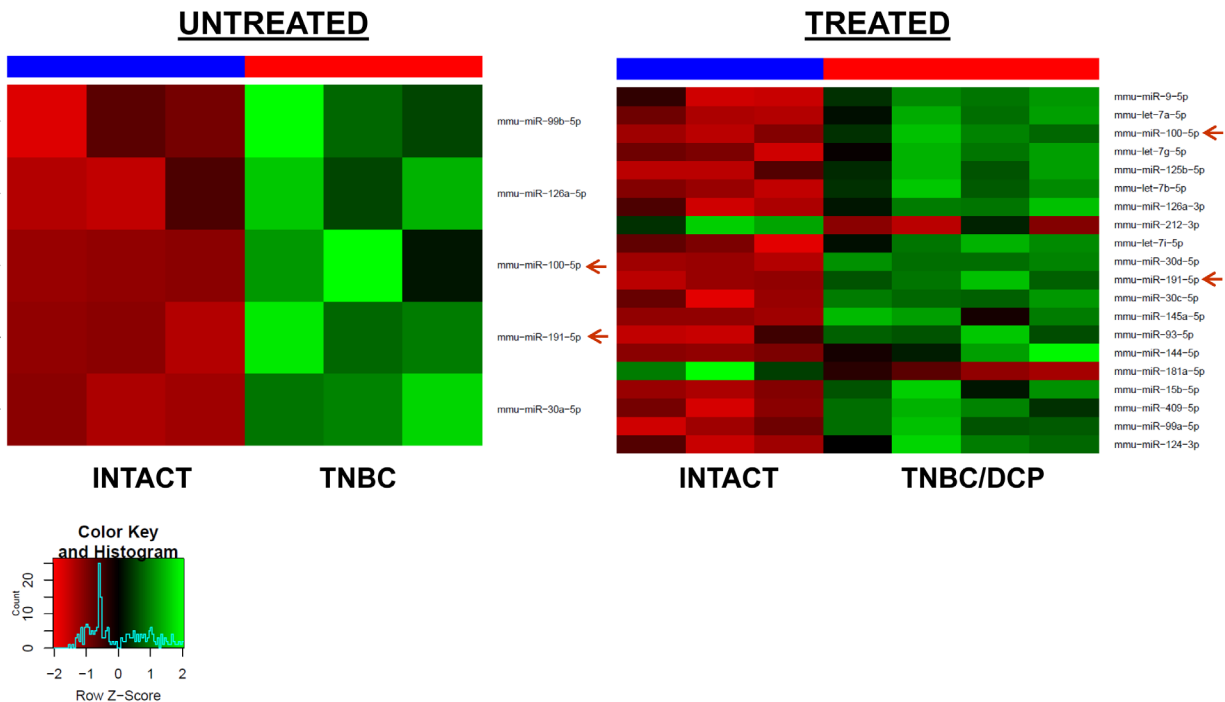 UNTREATED
mmu-miR-99b-5p
mmu-miR-126a-5p
mmu-miR-100-5p
mmu-miR-191-5p
mmu-miR-30a-5p
INTACT TNBC
TREATED
mmu-miR-9-5p
mmu-let-7a-5p
mmu-miR-100-5p
mmu-let-7g-5p
mmu-miR-125b-5p
mmu-let-7b-5p
mmu-miR-126a-3p
mmu-miR-212-3p
mmu-let-7i-5p
mmu-miR-30d-5p
mmu-miR-191-5p
mmu-miR-30c-5p
mmu-miR-145a-5p
mmu-miR-93-5p
mmu-miR-144-5p
mmu-miR-181a-5p
mmu-miR-15b-5p
mmu-miR-409-5p
mmu-miR-99a-5p
mmu-miR-124-3p
INTACT TNBC/DCP
Color Key
and Histogram
Count
0 10 20
−2 −1 0 1 2
Row Z−Score